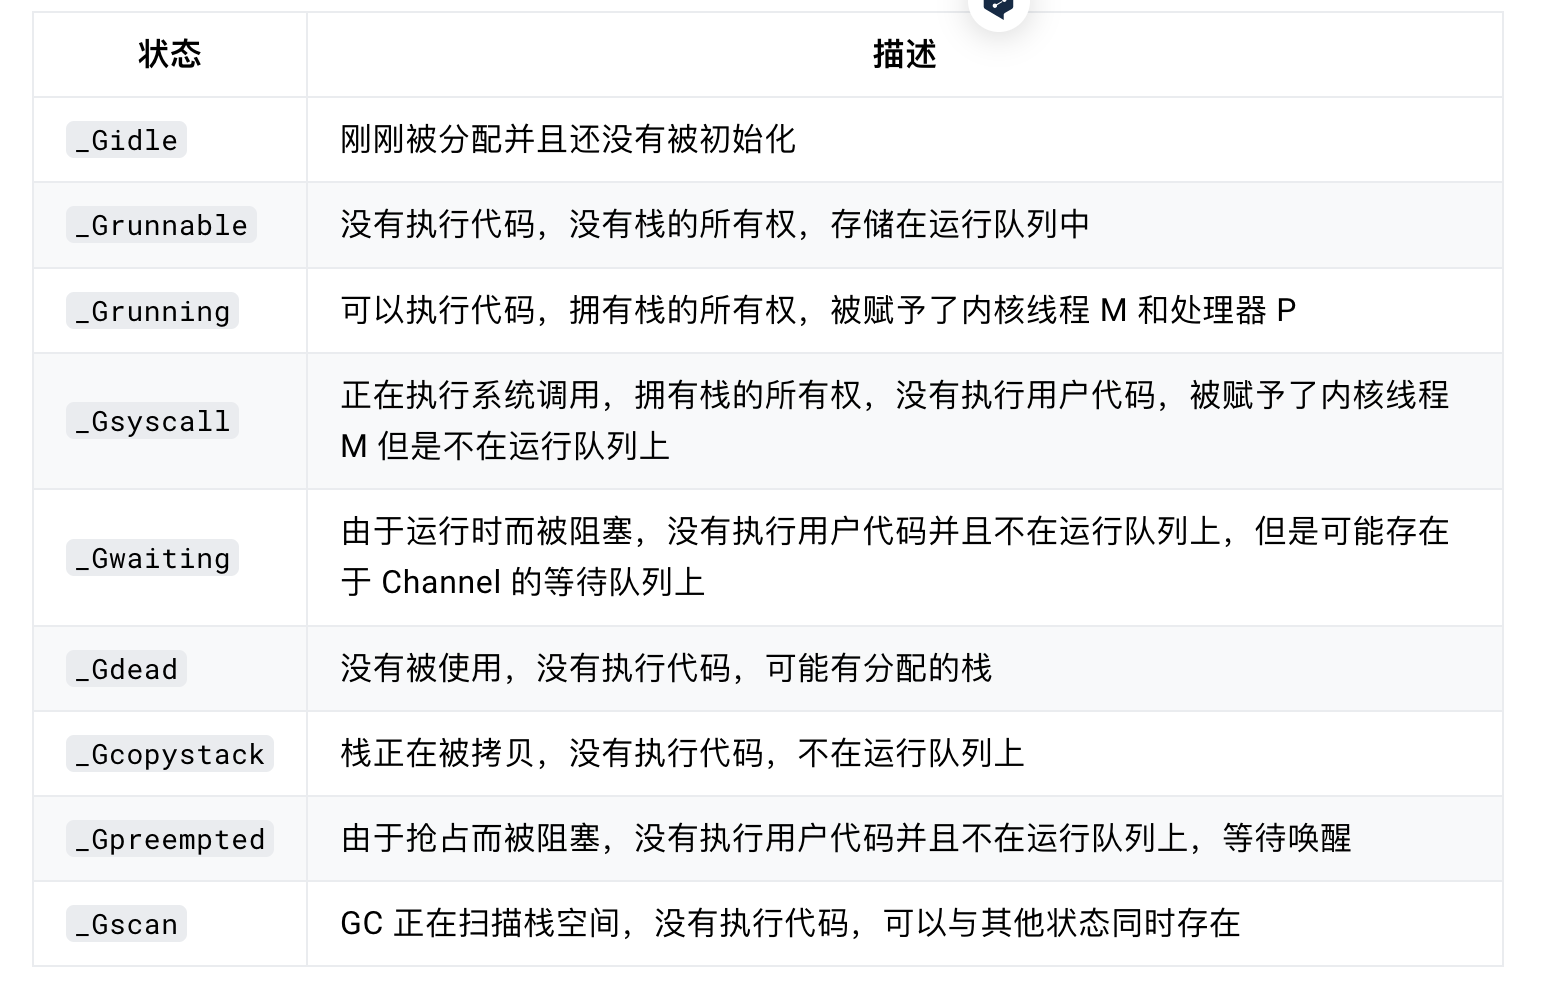 状态
描述
_Gidle
刚刚被分配并且还没有被初始化
_Grunnable
没有执行代码，没有栈的所有权，存储在运行队列中
_Grunning
可以执行代码，拥有栈的所有权，被赋予了内核线程 M 和处理器 P
_Gsyscall
正在执行系统调用，拥有栈的所有权，没有执行用户代码，被赋予了内核线程
M 但是不在运行队列上
_Gwaiting
由于运行时而被阻塞，没有执行用户代码并且不在运行队列上，但是可能存在
于 Channel 的等待队列上
_Gdead
没有被使用，没有执行代码，可能有分配的栈
_Gcopystack
栈正在被拷贝，没有执行代码，不在运行队列上
_Gpreempted
由于抢占而被阻塞，没有执行用户代码并且不在运行队列上，等待唤醒
_Gscan
GC 正在扫描栈空间，没有执行代码，可以与其他状态同时存在